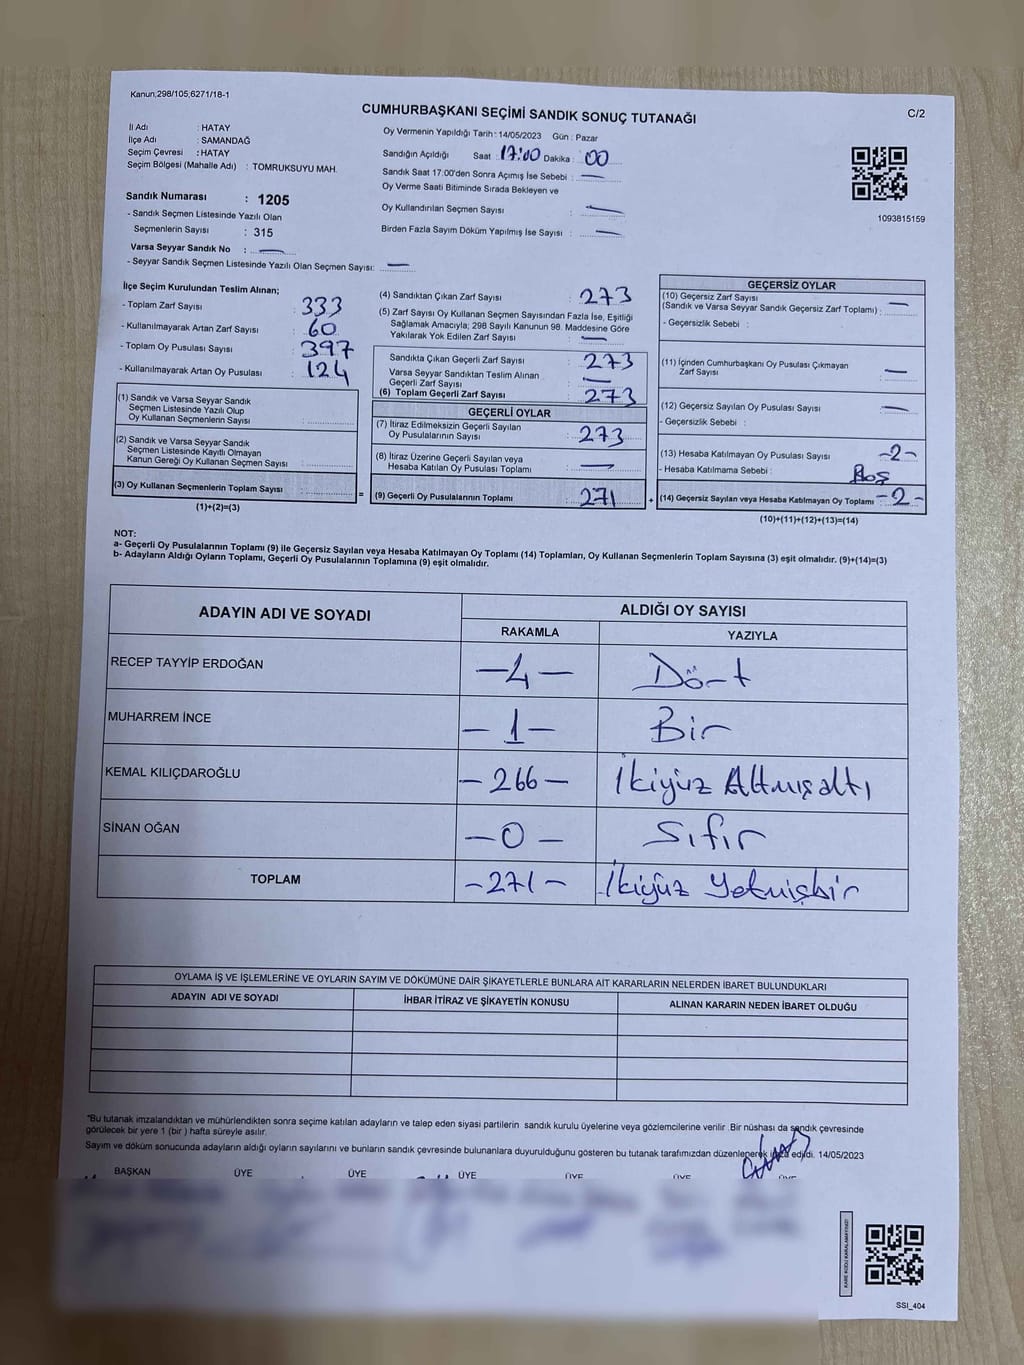 Kanun,298/105;6271/18-1
CUMHURBAŞKANI SEÇİMİ SANDIK SONUÇ TUTANAĞI
C/2
İl Adı : HATAY
İlçe Adı : SAMANDAĞ
Seçim Çevresi : HATAY
Seçim Bölgesi (Mahalle Adı) : TOMRUKSUYU MAH.
Sandık Numarası : 1205
- Sandık Seçmen Listesinde Yazılı Olan
Seçmenlerin Sayısı : 315
Varsa Seyyar Sandık No : —
- Seyyar Sandık Seçmen Listesinde Yazılı Olan Seçmen Sayısı: —
Oy Vermenin Yapıldığı Tarih : 14/05/2023 Gün : Pazar
Sandığın Açıldığı Saat : 17:00 Dakika : 00
Sandık Saat 17.00'den Sonra Açımış İse Sebebi : —
Oy Verme Saati Bitiminde Sırada Bekleyen ve
Oy Kullandırılan Seçmen Sayısı : —
Birden Fazla Sayım Döküm Yapılmış İse Sayısı : —
1093815159
İlçe Seçim Kurulundan Teslim Alınan;
- Toplam Zarf Sayısı : 333
- Kullanılmayarak Artan Zarf Sayısı : 60
- Toplam Oy Pusulası Sayısı : 397
- Kullanılmayarak Artan Oy Pusulası : 124
(1) Sandık ve Varsa Seyyar Sandık
Seçmen Listesinde Yazılı Olup
Oy Kullanan Seçmenlerin Sayısı :
(2) Sandık ve Varsa Seyyar Sandık
Seçmen Listesinde Kayıtlı Olmayan
Kanun Gereği Oy Kullanan Seçmen Sayısı :
(3) Oy Kullanan Seçmenlerin Toplam Sayısı : =
(1)+(2)=(3)
(4) Sandıktan Çıkan Zarf Sayısı : 273
(5) Zarf Sayısı Oy Kullanan Seçmen Sayısından Fazla İse, Eşitliği
Sağlamak Amacıyla; 298 Sayılı Kanunun 98. Maddesine Göre
Yakılarak Yok Edilen Zarf Sayısı : —
Sandıkta Çıkan Geçerli Zarf Sayısı : 273
Varsa Seyyar Sandıktan Teslim Alınan
Geçerli Zarf Sayısı : —
(6) Toplam Geçerli Zarf Sayısı : 273
GEÇERLİ OYLAR
(7) İtiraz Edilmeksizin Geçerli Sayılan
Oy Pusulalarının Sayısı : 273
(8) İtiraz Üzerine Geçerli Sayılan veya
Hesaba Katılan Oy Pusulası Toplamı : —
(9) Geçerli Oy Pusulalarının Toplamı : 271 +
GEÇERSİZ OYLAR
(10) Geçersiz Zarf Sayısı
(Sandık ve Varsa Seyyar Sandık Geçersiz Zarf Toplamı) : —
- Geçersizlik Sebebi :
(11) İçinden Cumhurbaşkanı Oy Pusulası Çıkmayan
Zarf Sayısı : —
(12) Geçersiz Sayılan Oy Pusulası Sayısı : —
- Geçersizlik Sebebi :
(13) Hesaba Katılmayan Oy Pusulası Sayısı : -2-
- Hesaba Katılmama Sebebi : Boş
(14) Geçersiz Sayılan veya Hesaba Katılmayan Oy Toplamı : -2-
(10)+(11)+(12)+(13)=(14)
NOT:
a- Geçerli Oy Pusulalarının Toplamı (9) ile Geçersiz Sayılan veya Hesaba Katılmayan Oy Toplamı (14) Toplamları, Oy Kullanan Seçmenlerin Toplam Sayısına (3) eşit olmalıdır. (9)+(14)=(3)
b- Adayların Aldığı Oyların Toplamı, Geçerli Oy Pusulalarının Toplamına (9) eşit olmalıdır.
ADAYIN ADI VE SOYADI ALDIĞI OY SAYISI
RAKAMLA YAZIYLA
RECEP TAYYİP ERDOĞAN -4- Dört
MUHARREM İNCE -1- Bir
KEMAL KILIÇDAROĞLU -266- İkiyüz Altmışaltı
SİNAN OĞAN -0- Sıfır
TOPLAM -271- İkiyüz Yetmişbir
OYLAMA İŞ VE İŞLEMLERİNE VE OYLARIN SAYIM VE DÖKÜMÜNE DAİR ŞİKAYETLERLE BUNLARA AİT KARARLARIN NELERDEN İBARET BULUNDUKLARI
ADAYIN ADI VE SOYADI İHBAR İTİRAZ VE ŞİKAYETİN KONUSU ALINAN KARARIN NEDEN İBARET OLDUĞU
"Bu tutanak imzalandıktan ve mühürlendikten sonra seçime katılan adayların ve talep eden siyasi partilerin sandık kurulu üyelerine veya gözlemcilerine verilir .Bir nüshası da sandık çevresinde
görülecek bir yere 1 (bir ) hafta süreyle asılır.
Sayım ve döküm sonucunda adayların aldığı oyların sayılarını ve bunların sandık çevresinde bulunanlara duyurulduğunu gösteren bu tutanak tarafımızdan düzenlenerek imza edildi. 14/05/2023
BAŞKAN ÜYE ÜYE ÜYE ÜYE ÜYE ÜYE
KARE KODU KARALAMAYINIZ!
SSI_404